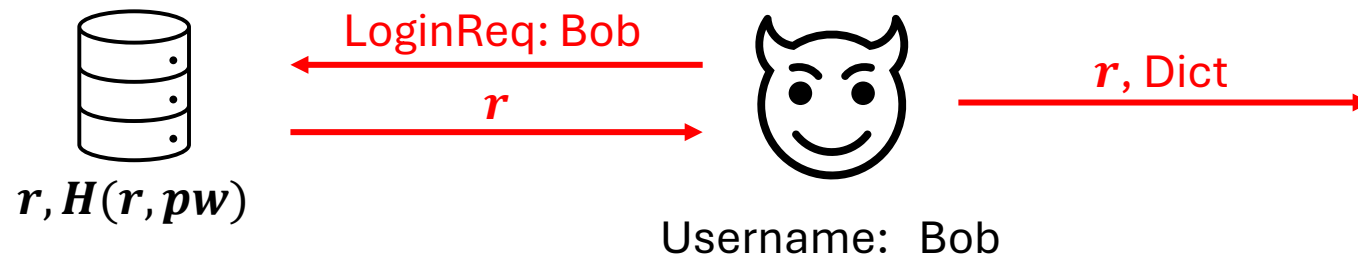 LoginReq: Bob
r
r, Dict
r, H(r, pw)
Username: Bob